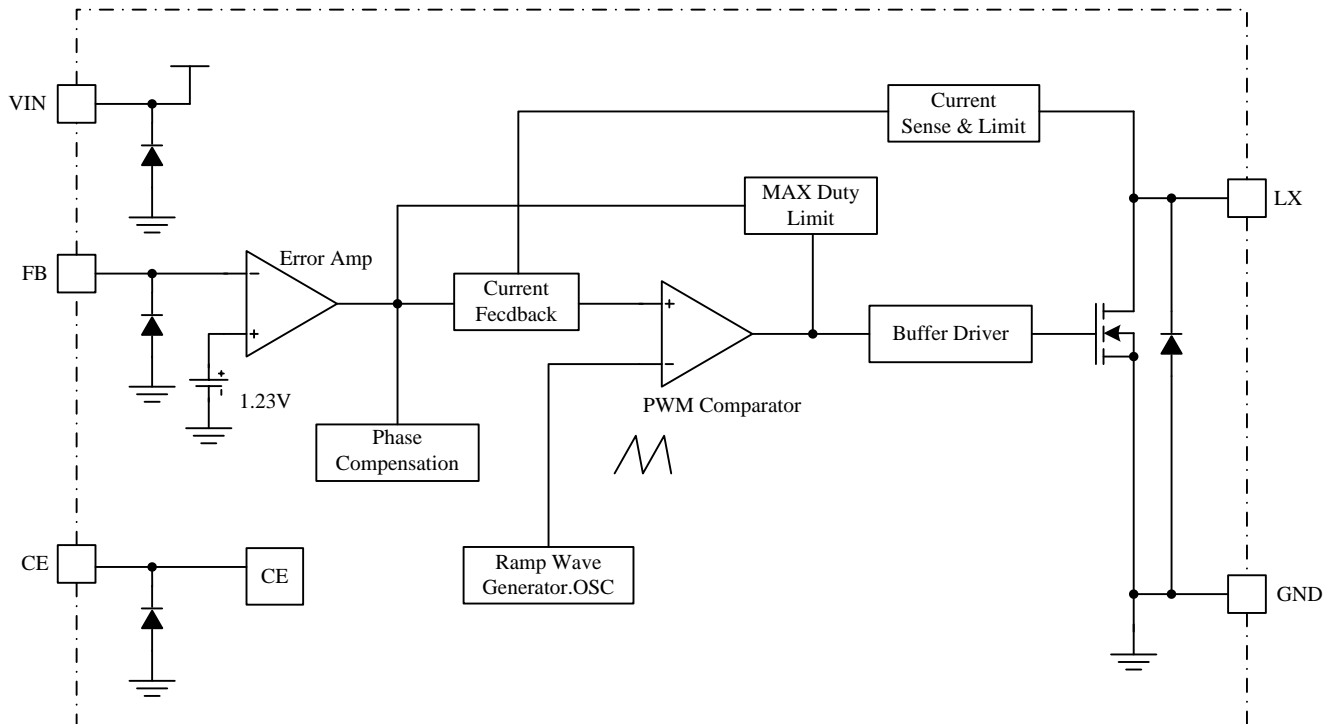 VIN
Current
Sense & Limit
MAX Duty
Limit
LX
FB
Error Amp
−
+
+
-
1.23V
Current
Fecdback
+
−
PWM Comparator
Buffer Driver
Phase
Compensation
CE
CE
Ramp Wave
Generator.OSC
GND